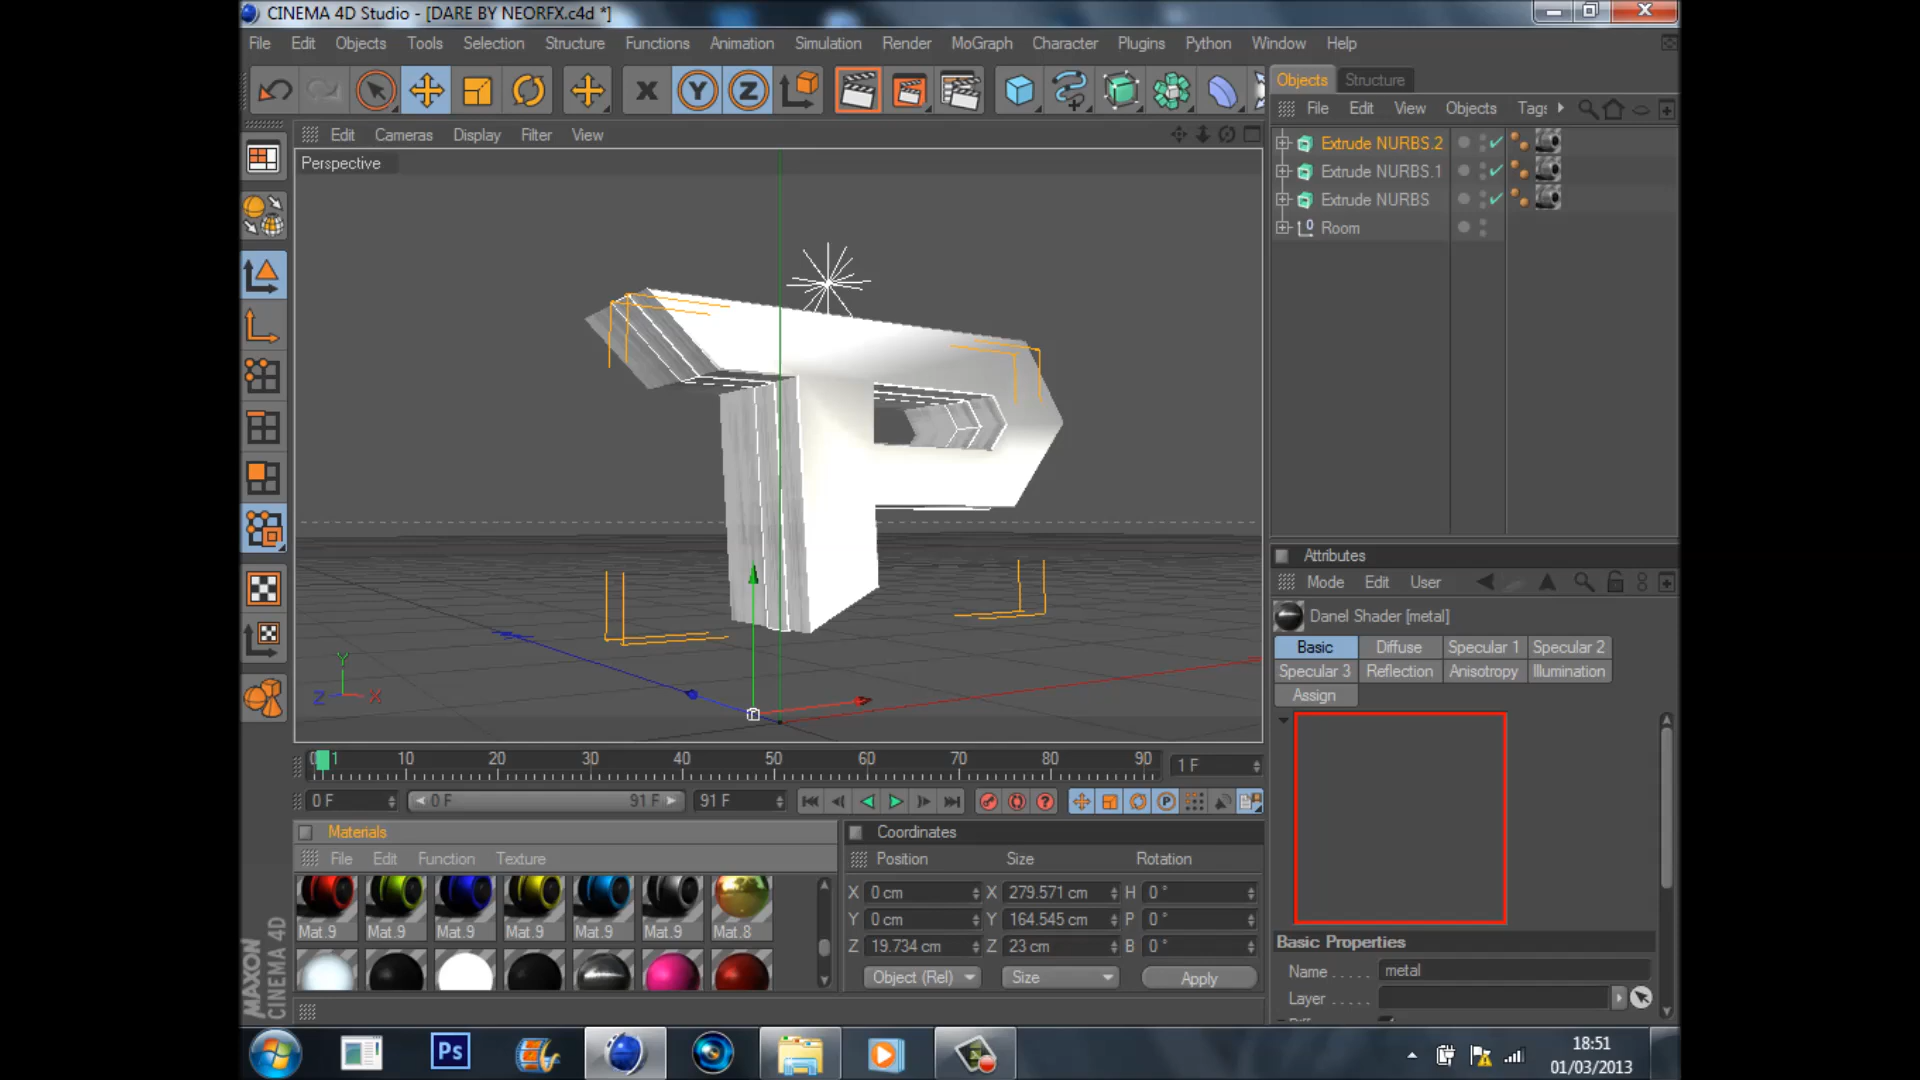 CINEMA 4D Studio - [DARE BY NEORFX.c4d *]
File Edit Objects Tools Selection Structure Functions Animation Simulation Render MoGraph Character Plugins Python Window Help
X Y Z
Objects Structure
File Edit View Objects Tags
Edit Cameras Display Filter View
Perspective
Extrude NURBS.2
Extrude NURBS.1
Extrude NURBS
0 Room
Attributes
Mode Edit User
Danel Shader [metal]
Basic Diffuse Specular 1 Specular 2
Specular 3 Reflection Anisotropy Illumination
Assign
Y
Z X
0 1 10 20 30 40 50 60 70 80 90 1 F
0 F 0 F 91 F 91 F
Materials
File Edit Function Texture
Mat.9 Mat.9 Mat.9 Mat.9 Mat.9 Mat.9 Mat.8
Coordinates
Position Size Rotation
X 0 cm X 279.571 cm H 0 °
Y 0 cm Y 164.545 cm P 0 °
Z 19.734 cm Z 23 cm B 0 °
Object (Rel) Size Apply
Basic Properties
Name . . . . . metal
Layer . . . . .
MAXON
CINEMA 4D
Ps
18:51
01/03/2013